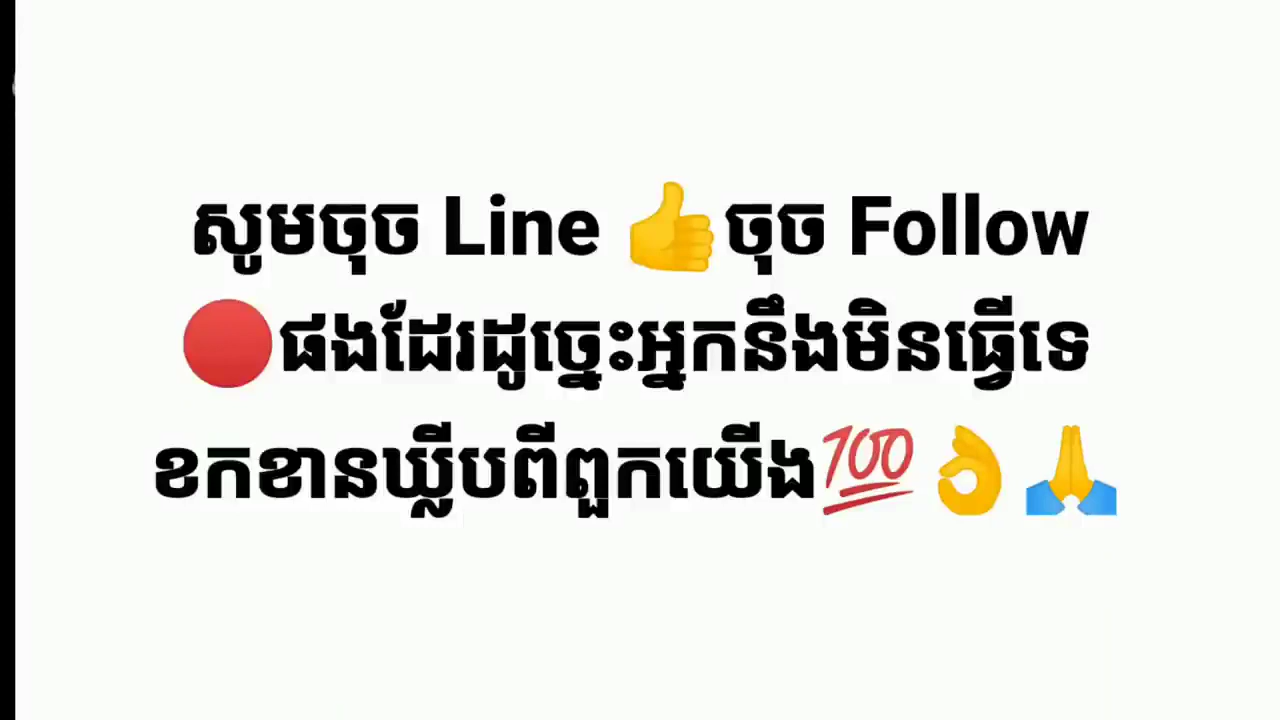 សូមចុច Line 👍ចុច Follow
🔴ផងដែរដូច្នេះអ្នកនឹងមិនធ្វើទេ
ខកខានឃ្លីបពីពួកយើង💯👌🙏